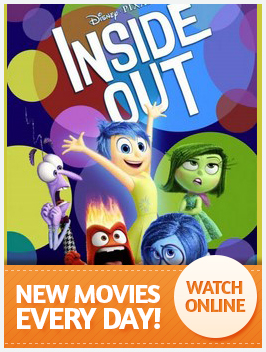 DISNEY · PIXAR
INSIDE
OUT
NEW MOVIES
EVERY DAY!
WATCH
ONLINE